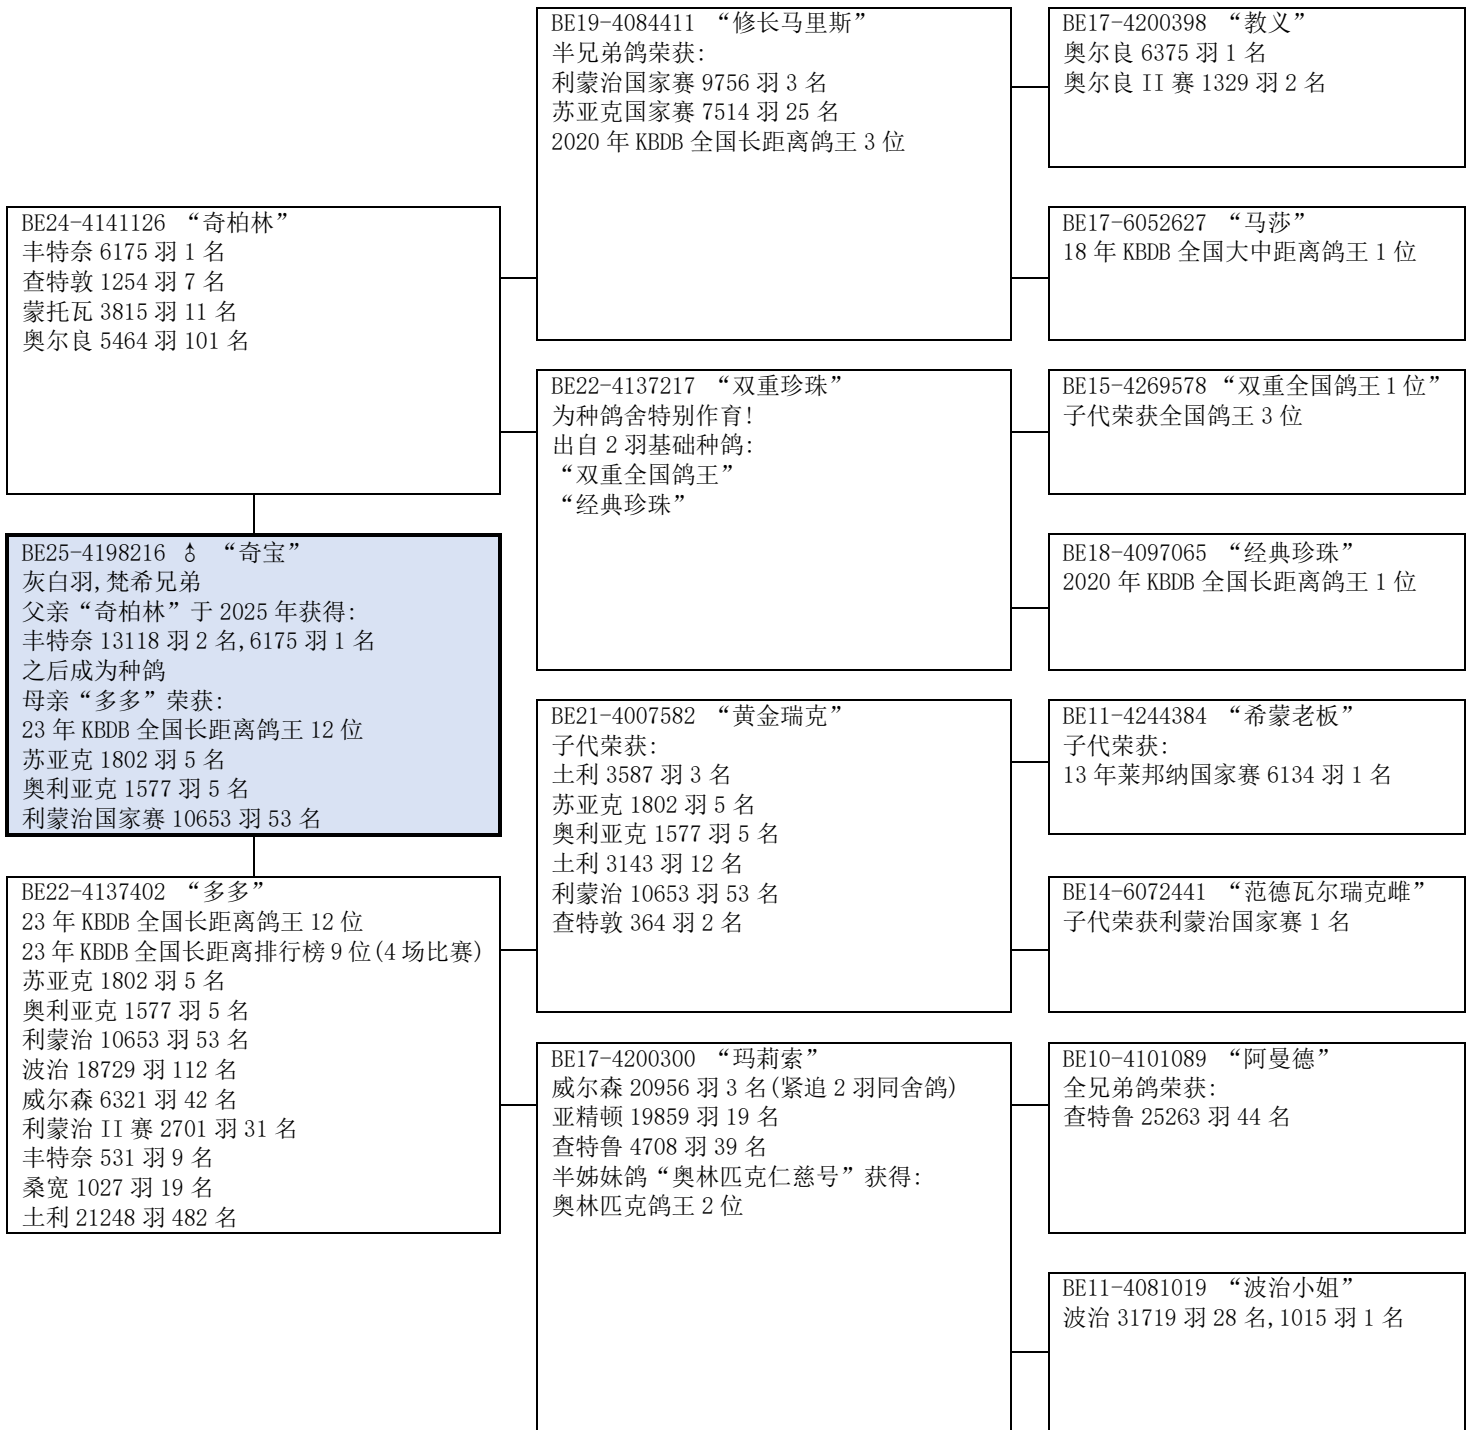 BE24-4141126 “奇柏林”
丰特奈 6175 羽 1 名
查特敦 1254 羽 7 名
蒙托瓦 3815 羽 11 名
奥尔良 5464 羽 101 名
BE25-4198216 ♂ “奇宝”
灰白羽,梵希兄弟
父亲“奇柏林”于 2025 年获得:
丰特奈 13118 羽 2 名,6175 羽 1 名
之后成为种鸽
母亲“多多”荣获:
23 年 KBDB 全国长距离鸽王 12 位
苏亚克 1802 羽 5 名
奥利亚克 1577 羽 5 名
利蒙治国家赛 10653 羽 53 名
BE22-4137402 “多多”
23 年 KBDB 全国长距离鸽王 12 位
23 年 KBDB 全国长距离排行榜 9 位(4 场比赛)
苏亚克 1802 羽 5 名
奥利亚克 1577 羽 5 名
利蒙治 10653 羽 53 名
波治 18729 羽 112 名
威尔森 6321 羽 42 名
利蒙治 II 赛 2701 羽 31 名
丰特奈 531 羽 9 名
桑宽 1027 羽 19 名
土利 21248 羽 482 名
BE19-4084411 “修长马里斯”
半兄弟鸽荣获:
利蒙治国家赛 9756 羽 3 名
苏亚克国家赛 7514 羽 25 名
2020 年 KBDB 全国长距离鸽王 3 位
BE22-4137217 “双重珍珠”
为种鸽舍特别作育!
出自 2 羽基础种鸽:
“双重全国鸽王”
“经典珍珠”
BE21-4007582 “黄金瑞克”
子代荣获:
土利 3587 羽 3 名
苏亚克 1802 羽 5 名
奥利亚克 1577 羽 5 名
土利 3143 羽 12 名
利蒙治 10653 羽 53 名
查特敦 364 羽 2 名
BE17-4200300 “玛莉索”
威尔森 20956 羽 3 名(紧追 2 羽同舍鸽)
亚精顿 19859 羽 19 名
查特鲁 4708 羽 39 名
半姊妹鸽“奥林匹克仁慈号”获得:
奥林匹克鸽王 2 位
BE17-4200398 “教义”
奥尔良 6375 羽 1 名
奥尔良 II 赛 1329 羽 2 名
BE17-6052627 “马莎”
18 年 KBDB 全国大中距离鸽王 1 位
BE15-4269578 “双重全国鸽王 1 位”
子代荣获全国鸽王 3 位
BE18-4097065 “经典珍珠”
2020 年 KBDB 全国长距离鸽王 1 位
BE11-4244384 “希蒙老板”
子代荣获:
13 年莱邦纳国家赛 6134 羽 1 名
BE14-6072441 “范德瓦尔瑞克雌”
子代荣获利蒙治国家赛 1 名
BE10-4101089 “阿曼德”
全兄弟鸽荣获:
查特鲁 25263 羽 44 名
BE11-4081019 “波治小姐”
波治 31719 羽 28 名,1015 羽 1 名